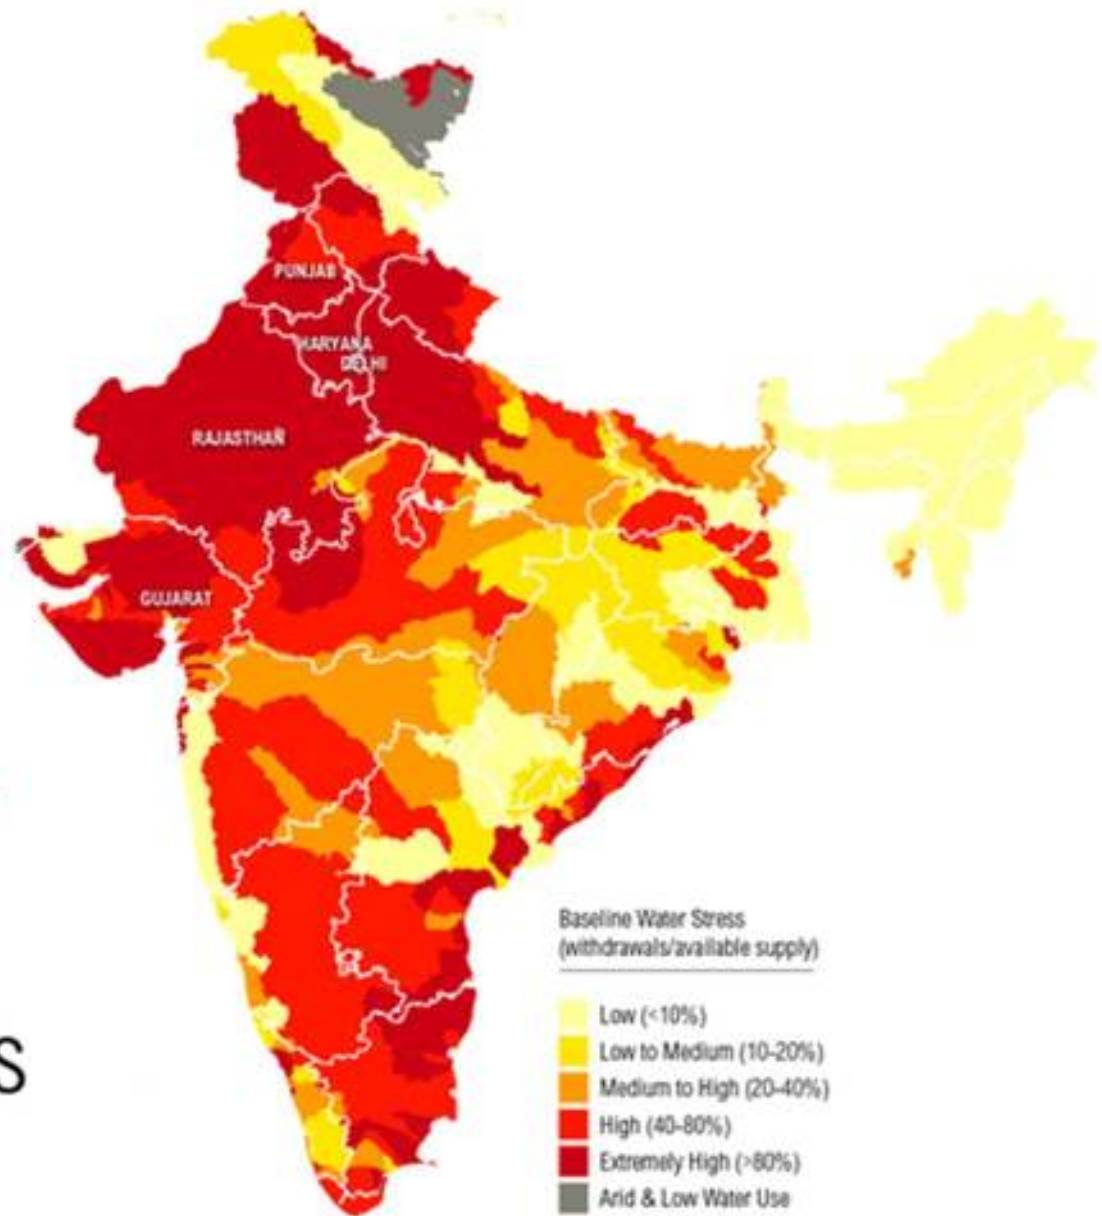 PUNJAB
HARYANA
DELHI
RAJASTHAN
GUJARAT
Baseline Water Stress
(withdrawals/available supply)
Low (<10%)
Low to Medium (10-20%)
Medium to High (20-40%)
High (40-80%)
Extremely High (>80%)
Arid & Low Water Use
S